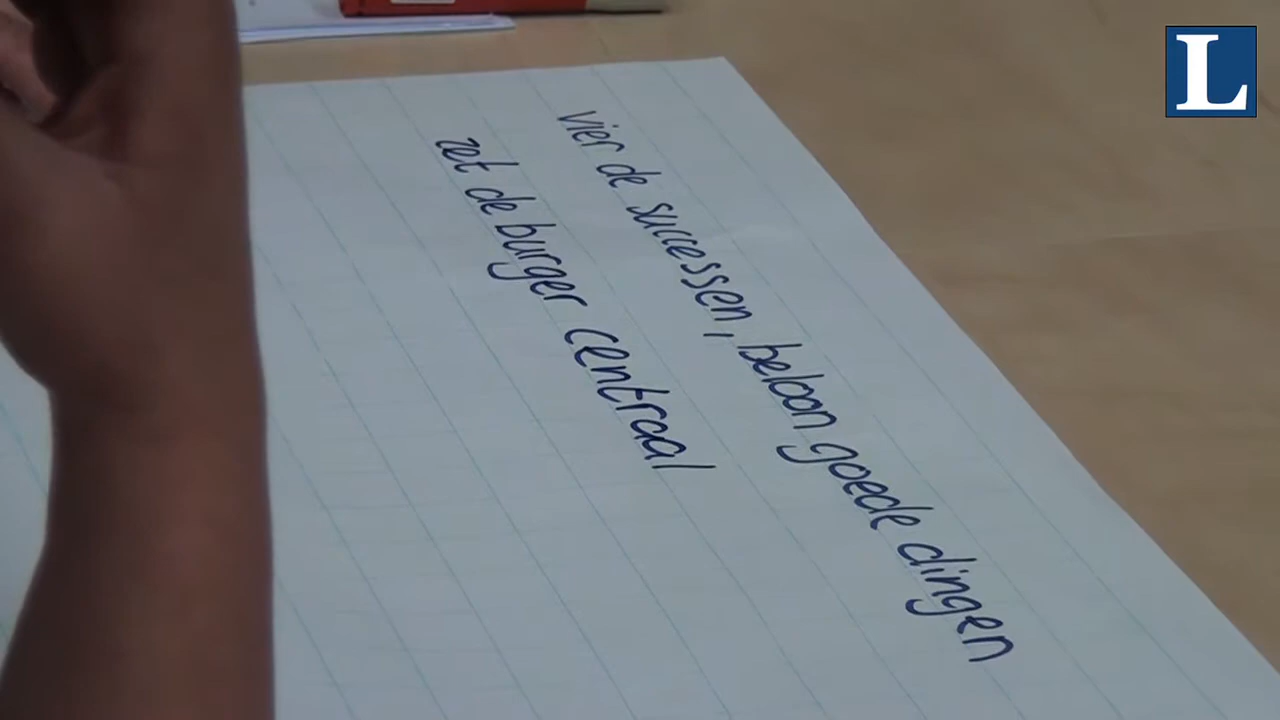 vier de successen, beloon goede dingen
zet de burger centraal
L